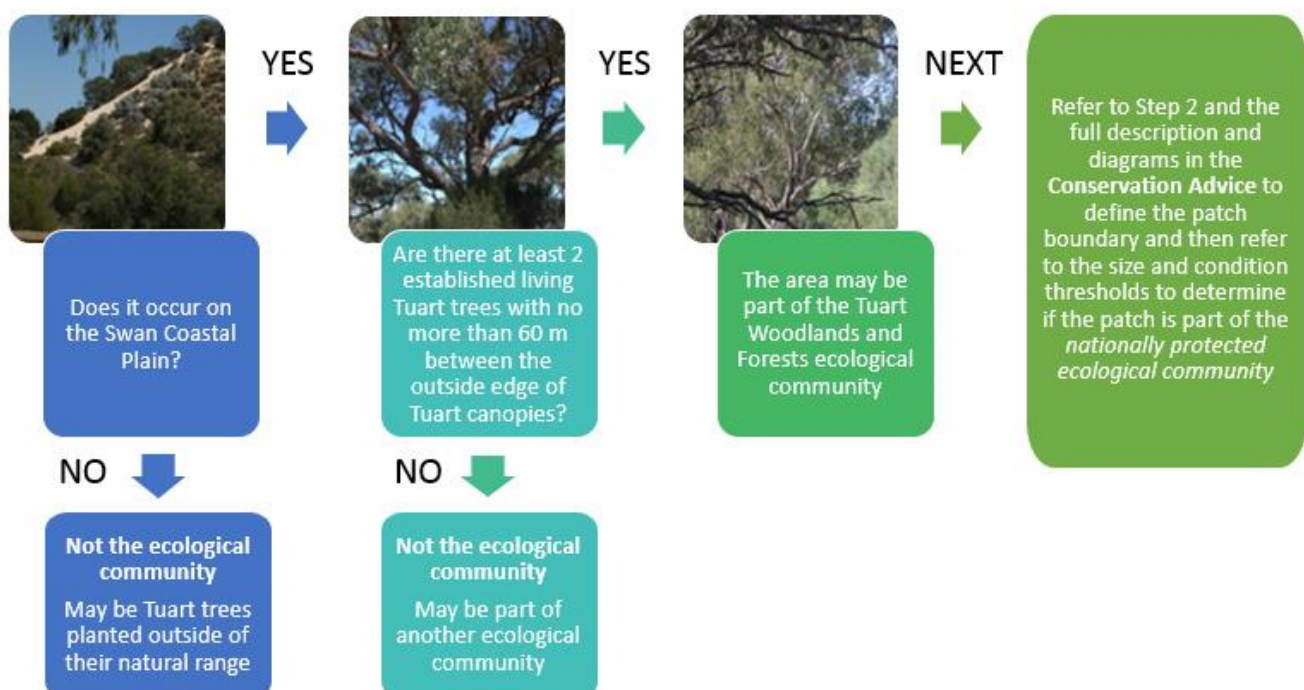 YES
YES
NEXT
Does it occur on
the Swan Coastal
Plain?
Are there at least 2
established living
Tuart trees with no
more than 60 m
between the
outside edge of
Tuart canopies?
The area may be
part of the Tuart
Woodlands and
Forests ecological
community
Refer to Step 2 and the
full description and
diagrams in the
Conservation Advice to
define the patch
boundary and then refer
to the size and condition
thresholds to determine
if the patch is part of the
nationally protected
ecological community
NO
NO
Not the ecological
community
May be Tuart trees
planted outside of
their natural range
Not the ecological
community
May be part of
another ecological
community